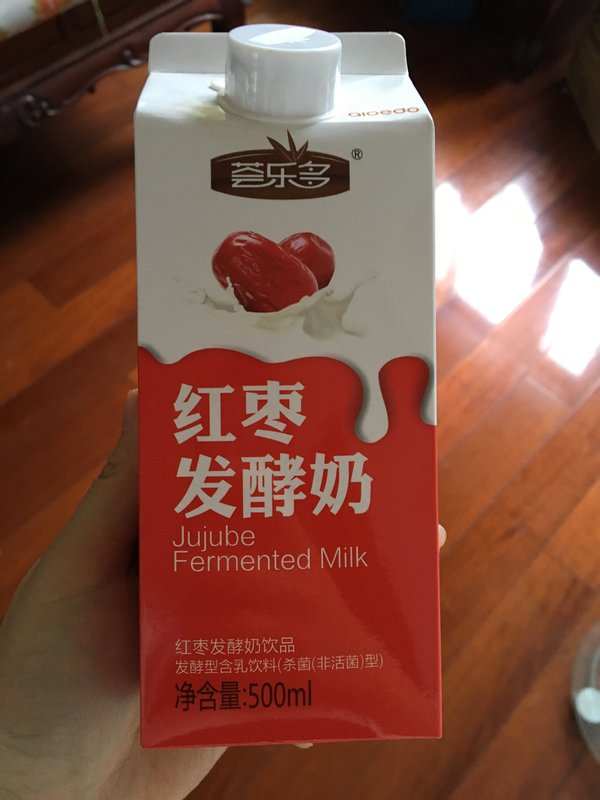 aloedo
荟乐多®
红枣
发酵奶
Jujube
Fermented Milk
红枣发酵奶饮品
发酵型含乳饮料(杀菌(非活菌)型)
净含量:500ml